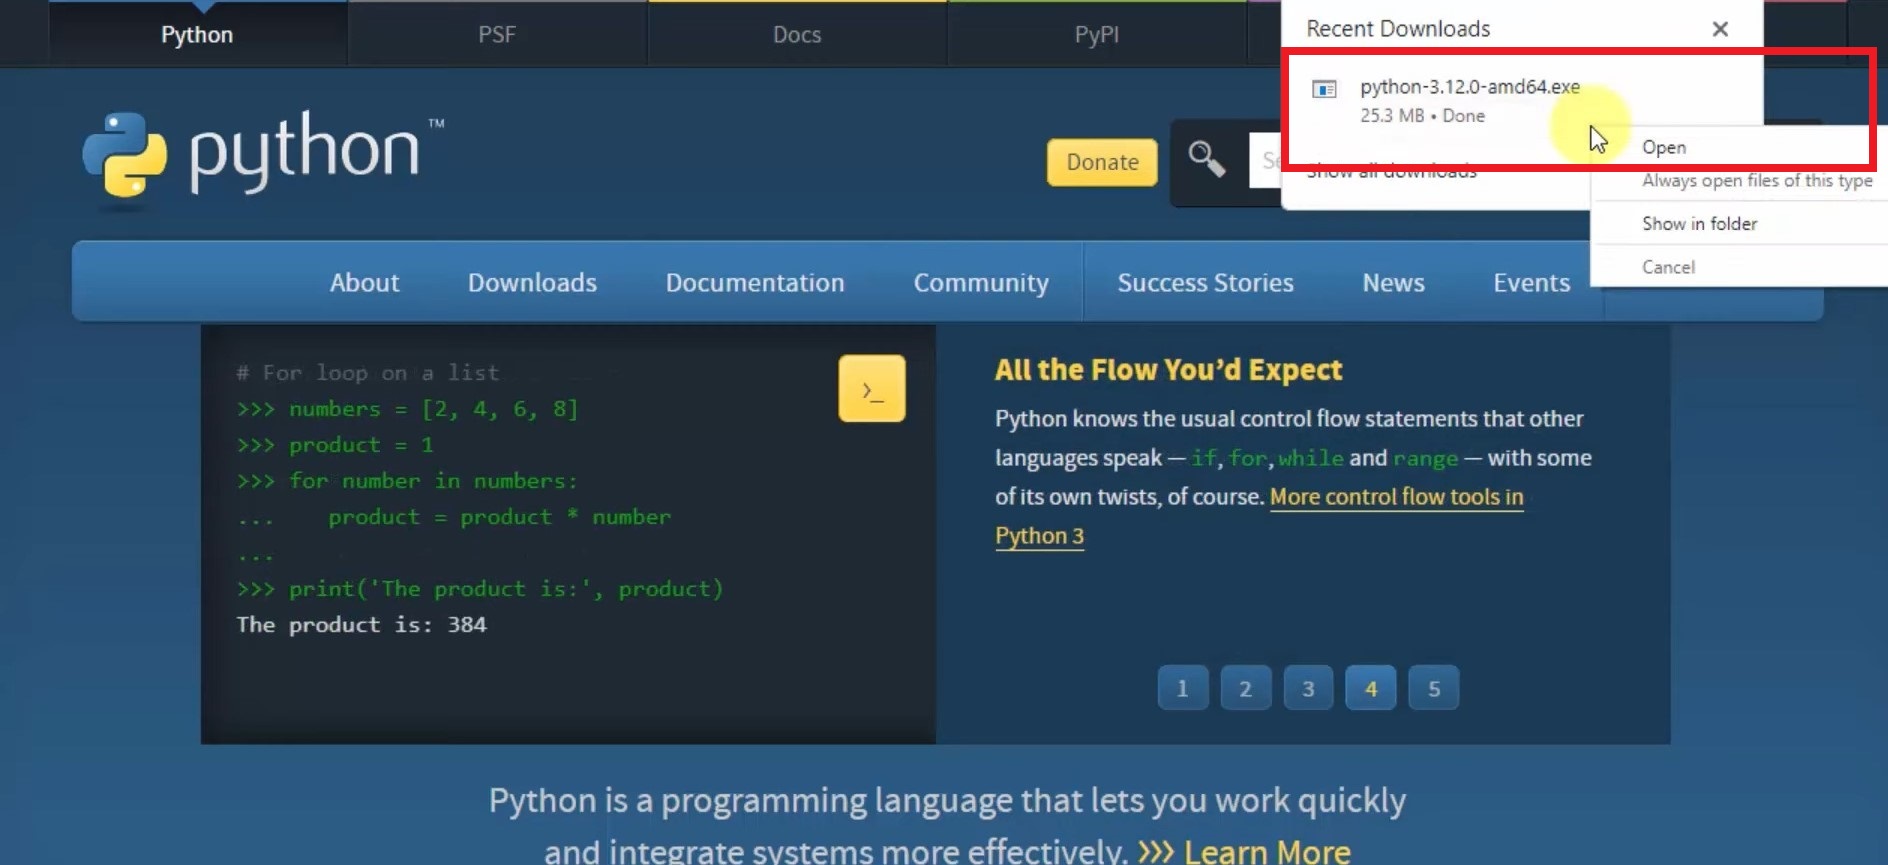 Python
PSF
Docs
PyPI
Recent Downloads
python-3.12.0-amd64.exe
25.3 MB • Done
Show all downloads
Open
Always open files of this type
Show in folder
Cancel
python™
Donate
Se
About
Downloads
Documentation
Community
Success Stories
News
Events
# For loop on a list
>>> numbers = [2, 4, 6, 8]
>>> product = 1
>>> for number in numbers:
...    product = product * number
...
>>> print('The product is:', product)
The product is: 384
>_
All the Flow You’d Expect
Python knows the usual control flow statements that other
languages speak — if, for, while and range — with some
of its own twists, of course. More control flow tools in
Python 3
1 2 3 4 5
Python is a programming language that lets you work quickly
and integrate systems more effectively. >>> Learn More